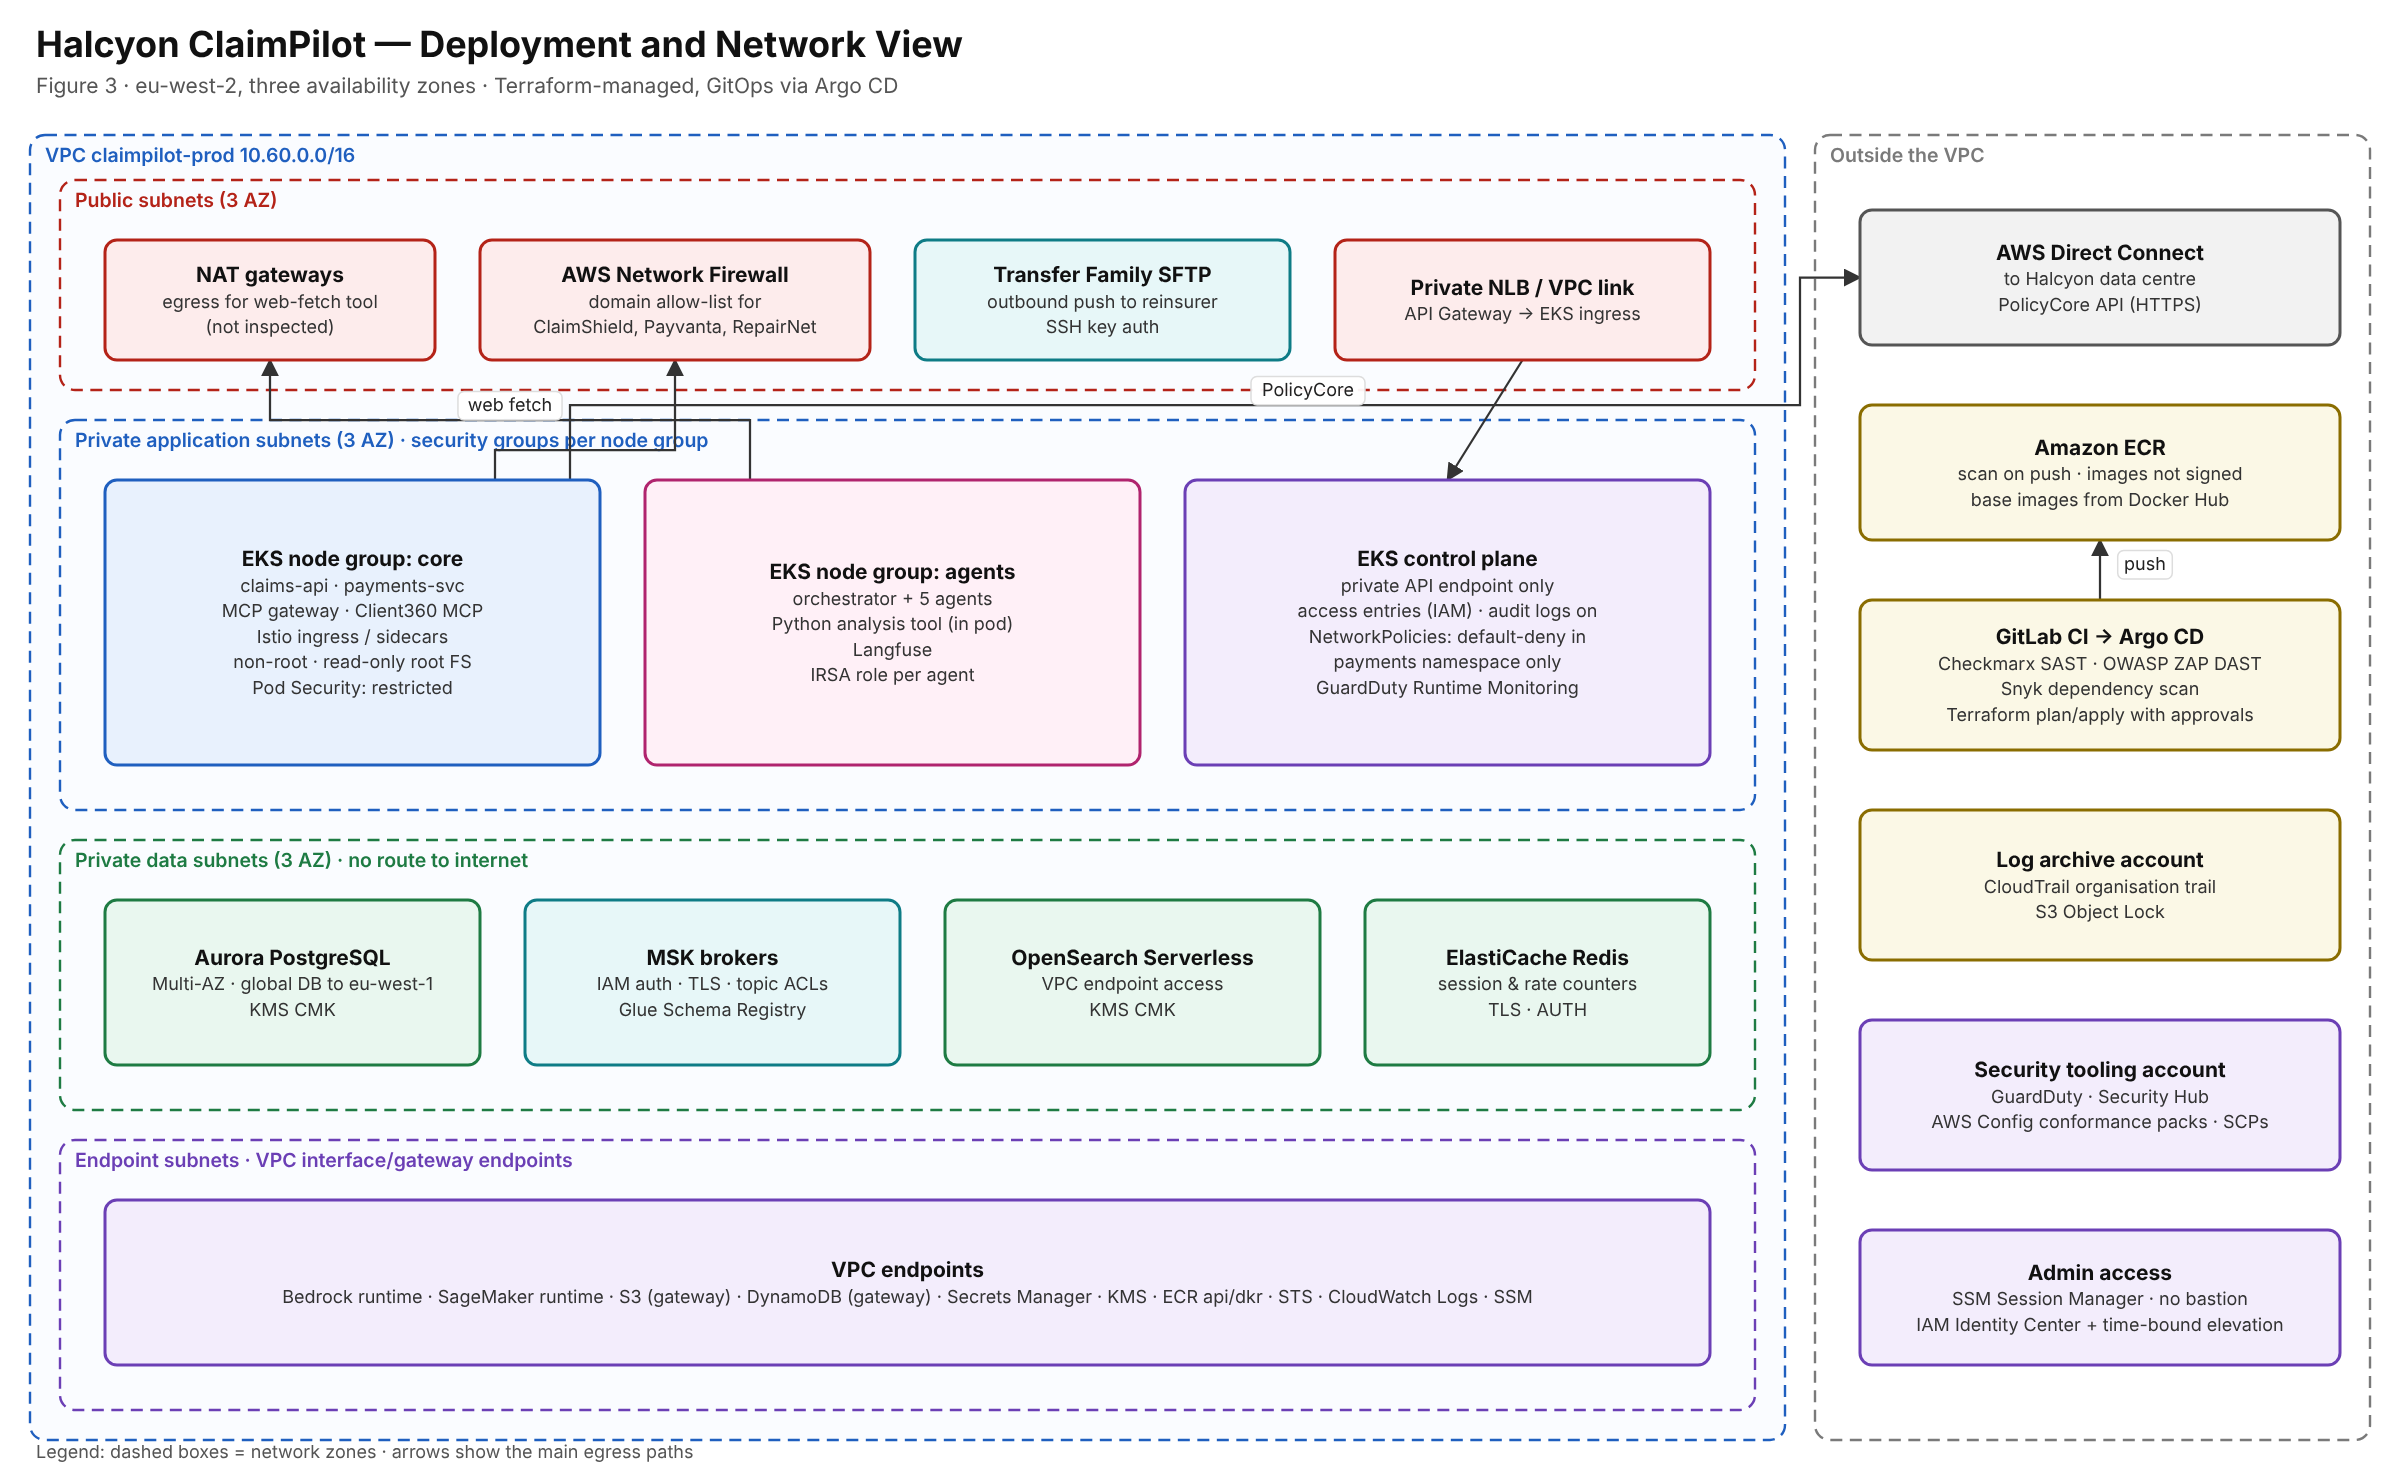 Halcyon ClaimPilot — Deployment and Network View
Figure 3 · eu-west-2, three availability zones · Terraform-managed, GitOps via Argo CD
VPC claimpilot-prod 10.60.0.0/16
Public subnets (3 AZ)
NAT gateways
egress for web-fetch tool
(not inspected)
AWS Network Firewall
domain allow-list for
ClaimShield, Payvanta, RepairNet
Transfer Family SFTP
outbound push to reinsurer
SSH key auth
Private NLB / VPC link
API Gateway → EKS ingress
web fetch
PolicyCore
Private application subnets (3 AZ) · security groups per node group
EKS node group: core
claims-api · payments-svc
MCP gateway · Client360 MCP
Istio ingress / sidecars
non-root · read-only root FS
Pod Security: restricted
EKS node group: agents
orchestrator + 5 agents
Python analysis tool (in pod)
Langfuse
IRSA role per agent
EKS control plane
private API endpoint only
access entries (IAM) · audit logs on
NetworkPolicies: default-deny in
payments namespace only
GuardDuty Runtime Monitoring
Private data subnets (3 AZ) · no route to internet
Aurora PostgreSQL
Multi-AZ · global DB to eu-west-1
KMS CMK
MSK brokers
IAM auth · TLS · topic ACLs
Glue Schema Registry
OpenSearch Serverless
VPC endpoint access
KMS CMK
ElastiCache Redis
session & rate counters
TLS · AUTH
Endpoint subnets · VPC interface/gateway endpoints
VPC endpoints
Bedrock runtime · SageMaker runtime · S3 (gateway) · DynamoDB (gateway) · Secrets Manager · KMS · ECR api/dkr · STS · CloudWatch Logs · SSM
Outside the VPC
AWS Direct Connect
to Halcyon data centre
PolicyCore API (HTTPS)
Amazon ECR
scan on push · images not signed
base images from Docker Hub
push
GitLab CI → Argo CD
Checkmarx SAST · OWASP ZAP DAST
Snyk dependency scan
Terraform plan/apply with approvals
Log archive account
CloudTrail organisation trail
S3 Object Lock
Security tooling account
GuardDuty · Security Hub
AWS Config conformance packs · SCPs
Admin access
SSM Session Manager · no bastion
IAM Identity Center + time-bound elevation
Legend: dashed boxes = network zones · arrows show the main egress paths